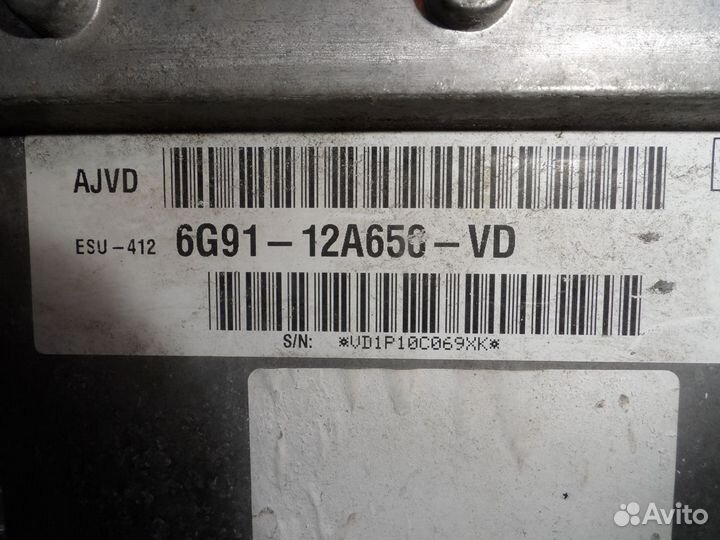 AJVD
ESU-412 6G91-12A650-VD
S/N: *VD1P10C069XK*
Avito